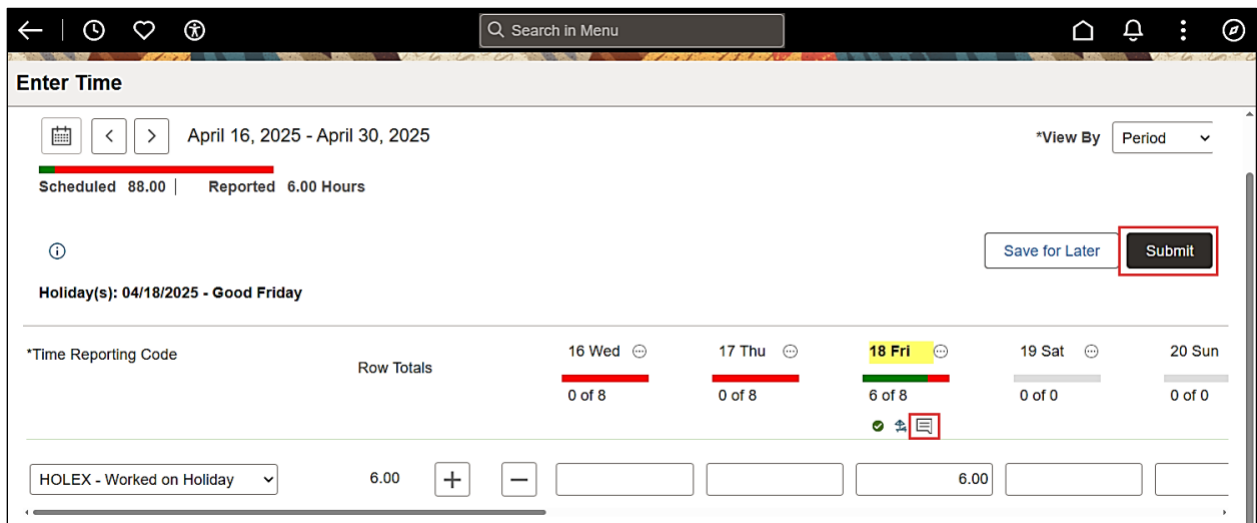 Search in Menu
Enter Time
April 16, 2025 - April 30, 2025
*View By Period
Scheduled 88.00 | Reported 6.00 Hours
Save for Later Submit
Holiday(s): 04/18/2025 - Good Friday
*Time Reporting Code Row Totals 16 Wed 17 Thu 18 Fri 19 Sat 20 Sun
0 of 8 0 of 8 6 of 8 0 of 0 0 of 0
HOLEX - Worked on Holiday 6.00 6.00